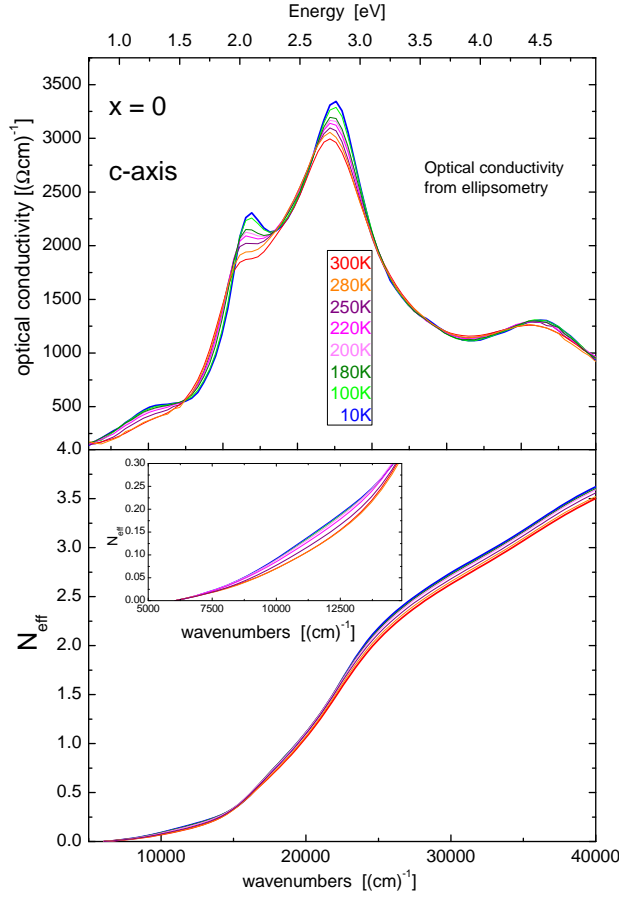 Energy [eV]
1.0 1.5 2.0 2.5 3.0 3.5 4.0 4.5
3500
3000
2500
2000
1500
1000
500
optical conductivity [(Ωcm)⁻¹
x = 0
c-axis
Optical conductivity
from ellipsometry
300K
280K
250K
220K
200K
180K
100K
10K
4.0
3.5
3.0
2.5
2.0
1.5
1.0
0.5
0.0
N_eff
0.30
0.25
0.20
0.15
0.10
0.05
0.00
N_eff
5000 7500 10000 12500
wavenumbers [(cm)⁻¹
10000 20000 30000 40000
wavenumbers [(cm)⁻¹